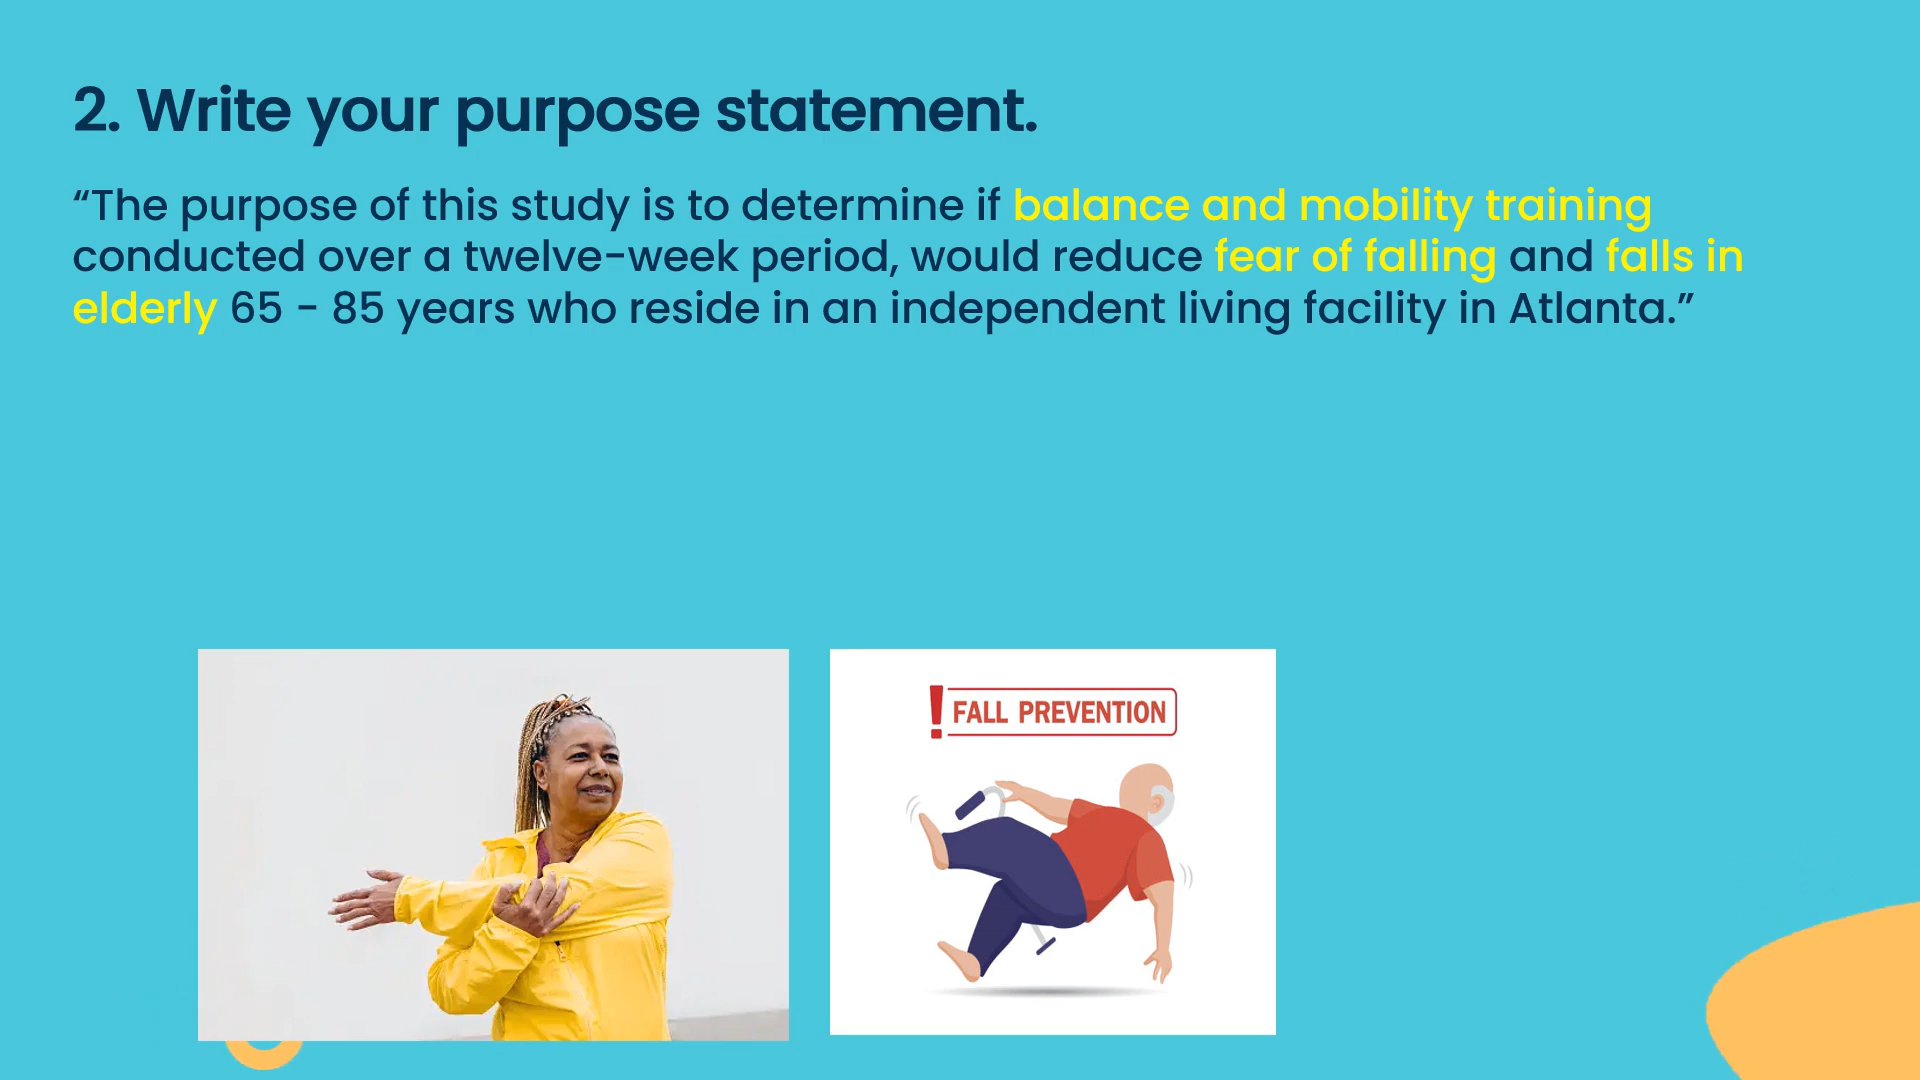 2. Write your purpose statement.
“The purpose of this study is to determine if balance and mobility training
conducted over a twelve-week period, would reduce fear of falling and falls in
elderly 65 - 85 years who reside in an independent living facility in Atlanta.”
! FALL PREVENTION